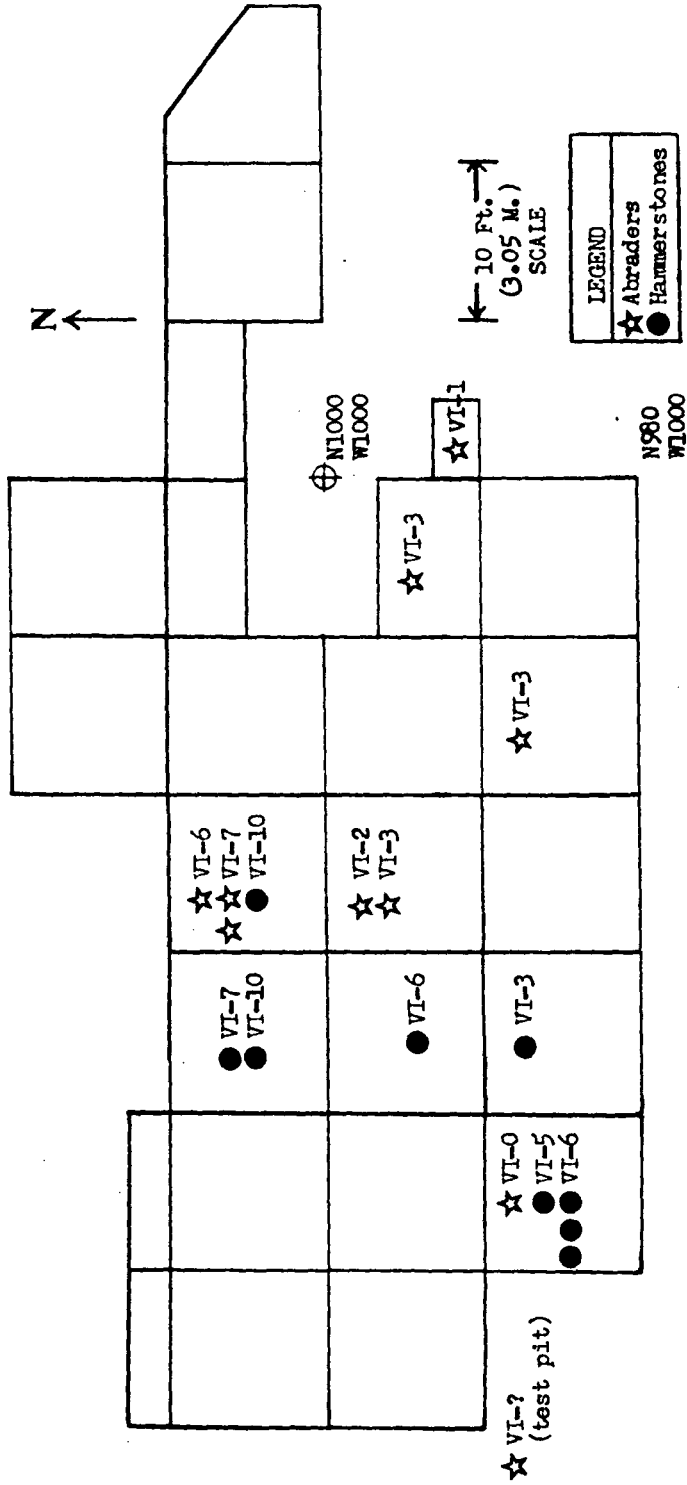 N
VI-6
VI-7
VI-10
VI-7
VI-10
N1000
W1000
VI-2
VI-3
VI-3
VI-1
VI-6
10 Ft.
(3.05 M.)
SCALE
VI-3
VI-3
VI-0
VI-5
VI-6
VI-?
(test pit)
N980
W1000
LEGEND
Abraders
Hammerstones